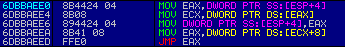 6DBBAEE0 8B4424 04 MOV EAX,DWORD PTR SS:[ESP+4]
6DBBAEE4 8B08 MOV ECX,DWORD PTR DS:[EAX]
6DBBAEE6 894424 04 MOV DWORD PTR SS:[ESP+4],EAX
6DBBAEEA 8B41 08 MOV EAX,DWORD PTR DS:[ECX+8]
6DBBAEED FFE0 JMP EAX